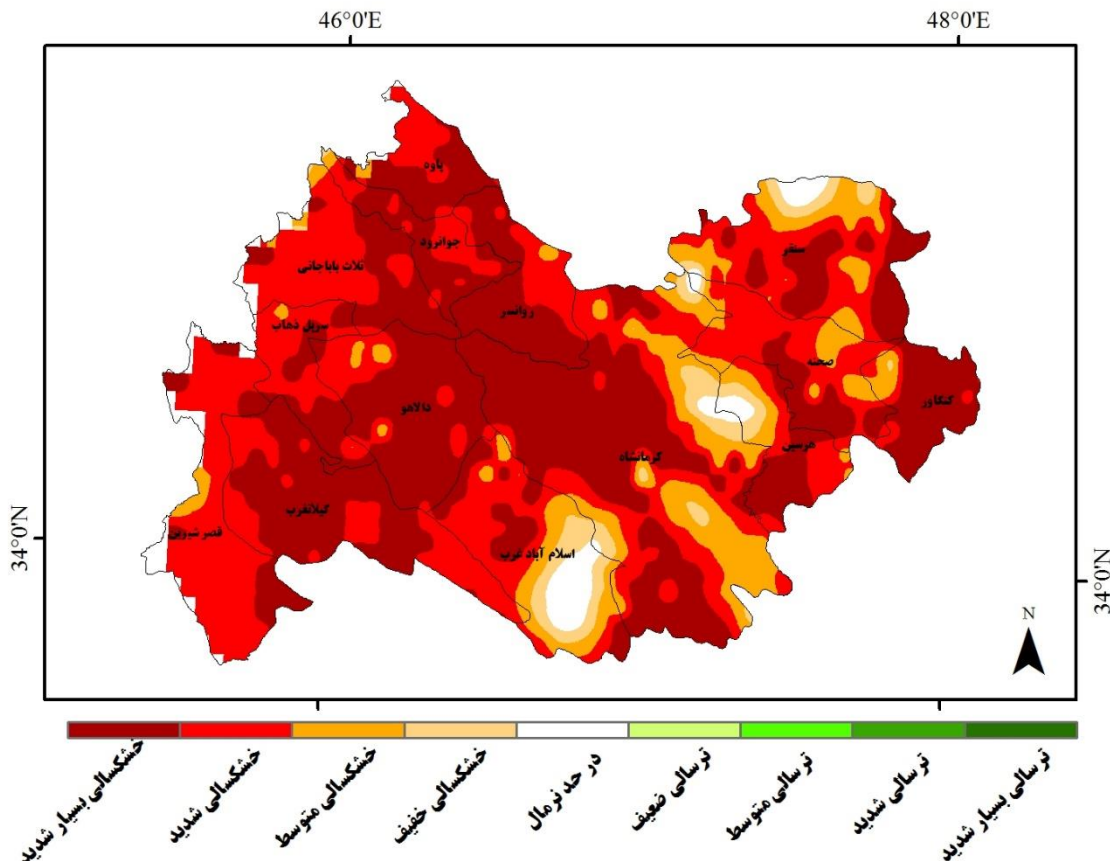 46°0'E
48°0'E
پاوه
جوانرود
ثلاث باباجانی
سنقر
روانسر
سرپل ذهاب
صحنه
کنگاور
دالاهو
هرسین
کرمانشاه
گیلانغرب
قصرشیرین
اسلام آباد غرب
34°0'N
34°0'N
N
خشکسالی بسیار شدید
خشکسالی شدید
خشکسالی متوسط
خشکسالی خفیف
در حد نرمال
ترسالی ضعیف
ترسالی متوسط
ترسالی شدید
ترسالی بسیار شدید